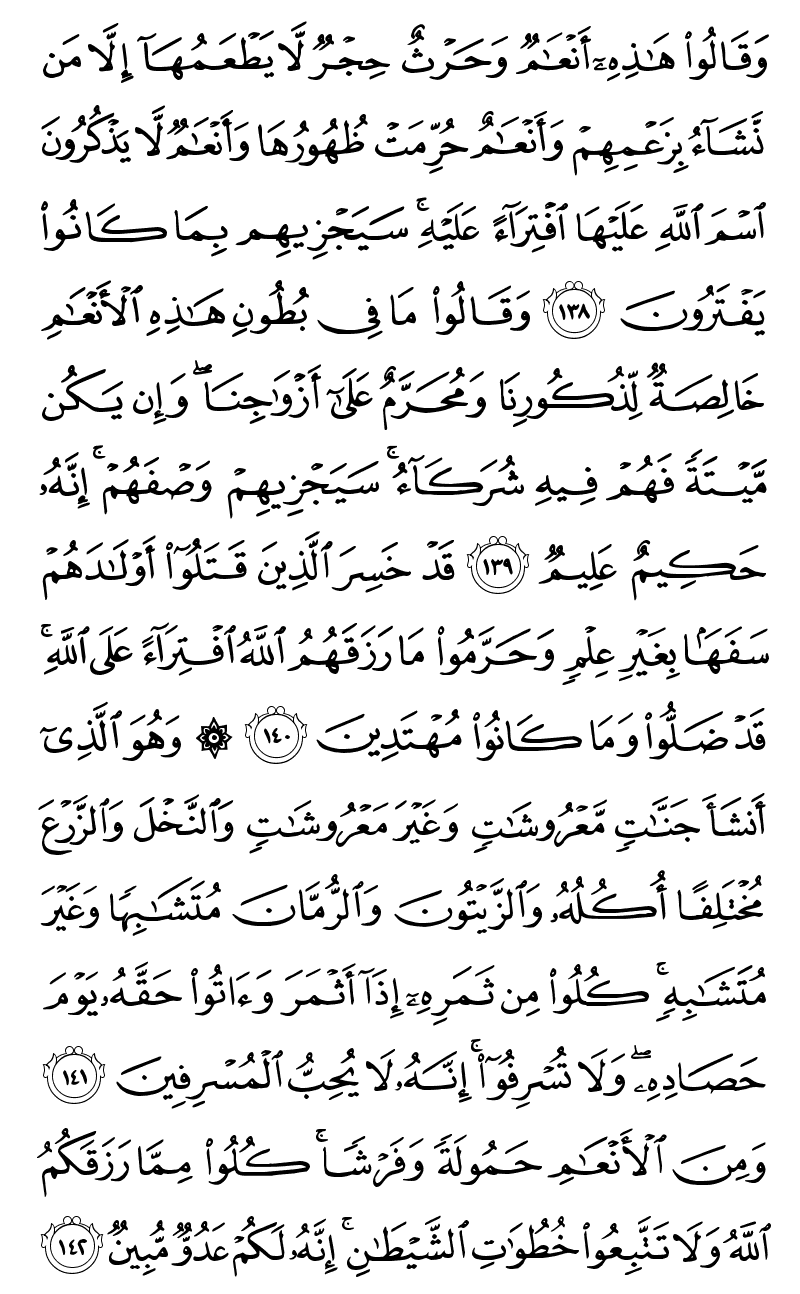 وَقَالُوا۟ هَـٰذِهِۦٓ أَنْعَـٰمٌ وَحَرْثٌ حِجْرٌ لَّا يَطْعَمُهَآ إِلَّا مَن
نَّشَآءُ بِزَعْمِهِمْ وَأَنْعَـٰمٌ حُرِّمَتْ ظُهُورُهَا وَأَنْعَـٰمٌ لَّا يَذْكُرُونَ
ٱسْمَ ٱللَّهِ عَلَيْهَا ٱفْتِرَآءً عَلَيْهِ ۚ سَيَجْزِيهِم بِمَا كَانُوا۟
يَفْتَرُونَ ١٣٨ وَقَالُوا۟ مَا فِى بُطُونِ هَـٰذِهِ ٱلْأَنْعَـٰمِ
خَالِصَةٌ لِّذُكُورِنَا وَمُحَرَّمٌ عَلَىٰٓ أَزْوَٰجِنَا ۖ وَإِن يَكُن
مَّيْتَةً فَهُمْ فِيهِ شُرَكَآءُ ۚ سَيَجْزِيهِمْ وَصْفَهُمْ ۚ إِنَّهُۥ
حَكِيمٌ عَلِيمٌ ١٣٩ قَدْ خَسِرَ ٱلَّذِينَ قَتَلُوٓا۟ أَوْلَـٰدَهُمْ
سَفَهًۢا بِغَيْرِ عِلْمٍ وَحَرَّمُوا۟ مَا رَزَقَهُمُ ٱللَّهُ ٱفْتِرَآءً عَلَى ٱللَّهِ ۚ
قَدْ ضَلُّوا۟ وَمَا كَانُوا۟ مُهْتَدِينَ ١٤٠ ۞ وَهُوَ ٱلَّذِىٓ
أَنشَأَ جَنَّـٰتٍ مَّعْرُوشَـٰتٍ وَغَيْرَ مَعْرُوشَـٰتٍ وَٱلنَّخْلَ وَٱلزَّرْعَ
مُخْتَلِفًا أُكُلُهُۥ وَٱلزَّيْتُونَ وَٱلرُّمَّانَ مُتَشَـٰبِهًا وَغَيْرَ
مُتَشَـٰبِهٍ ۚ كُلُوا۟ مِن ثَمَرِهِۦٓ إِذَآ أَثْمَرَ وَءَاتُوا۟ حَقَّهُۥ يَوْمَ
حَصَادِهِۦ ۖ وَلَا تُسْرِفُوٓا۟ ۚ إِنَّهُۥ لَا يُحِبُّ ٱلْمُسْرِفِينَ ١٤١
وَمِنَ ٱلْأَنْعَـٰمِ حَمُولَةً وَفَرْشًا ۚ كُلُوا۟ مِمَّا رَزَقَكُمُ
ٱللَّهُ وَلَا تَتَّبِعُوا۟ خُطُوَٰتِ ٱلشَّيْطَـٰنِ ۚ إِنَّهُۥ لَكُمْ عَدُوٌّ مُّبِينٌ ١٤٢